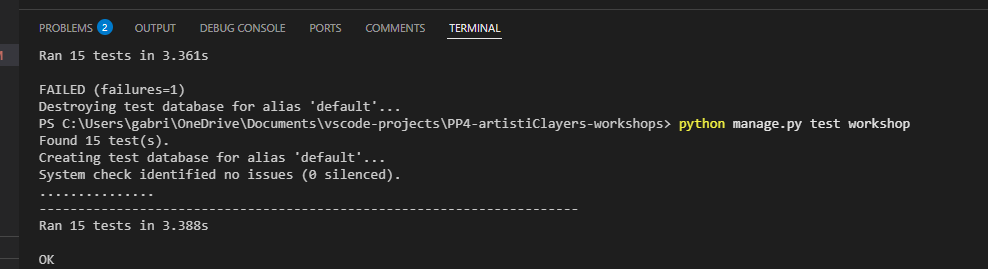 PROBLEMS 2 OUTPUT DEBUG CONSOLE PORTS COMMENTS TERMINAL
Ran 15 tests in 3.361s
FAILED (failures=1)
Destroying test database for alias 'default'...
PS C:\Users\gabri\OneDrive\Documents\vscode-projects\PP4-artistiClayers-workshops> python manage.py test workshop
Found 15 test(s).
Creating test database for alias 'default'...
System check identified no issues (0 silenced).
...............
----------------------------------------------------------------------
Ran 15 tests in 3.388s
OK